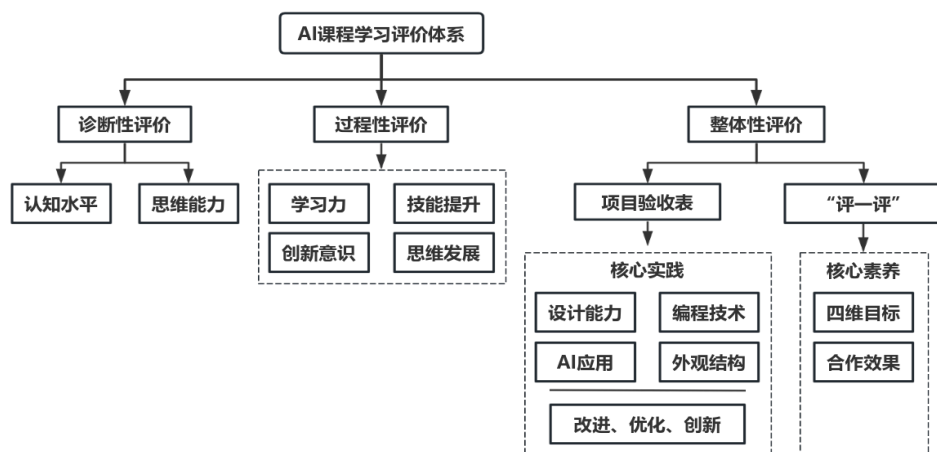 AI课程学习评价体系
诊断性评价
过程性评价
整体性评价
认知水平
思维能力
学习力
技能提升
创新意识
思维发展
项目验收表
“评一评”
核心实践
设计能力
编程技术
AI应用
外观结构
改进、优化、创新
核心素养
四维目标
合作效果